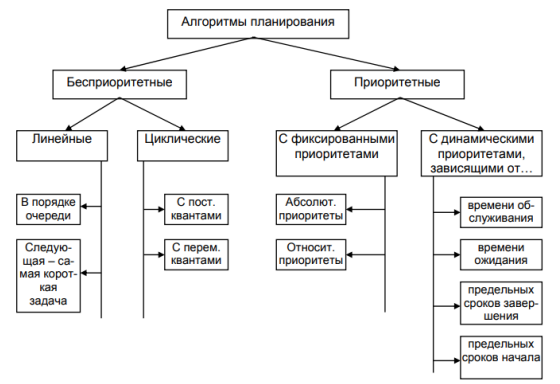 Алгоритмы планирования
Бесприоритетные
Приоритетные
Линейные
Циклические
С фиксированными
приоритетами
С динамическими
приоритетами,
зависящими от…
В порядке
очереди
Следую-
щая – са-
мая корот-
кая
задача
С пост.
квантами
С перем.
квантами
Абсолют.
приоритеты
Относит.
приоритеты
времени об-
служивания
времени
ожидания
предельных
сроков завер-
шения
предельных
сроков начала